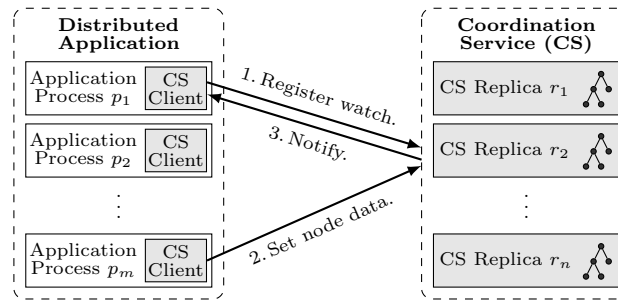 Distributed
Application
Application
Process p₁
CS
Client
Application
Process p₂
CS
Client
⋮
Application
Process pₘ
CS
Client
1. Register watch.
3. Notify.
2. Set node data.
Coordination
Service (CS)
CS Replica r₁
CS Replica r₂
⋮
CS Replica rₙ